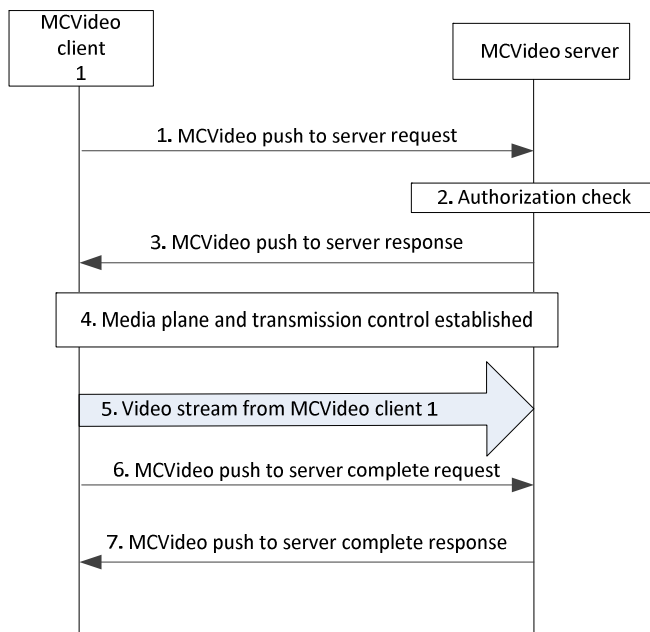 MCVideo
client
1
MCVideo server
1. MCVideo push to server request
2. Authorization check
3. MCVideo push to server response
4. Media plane and transmission control established
5. Video stream from MCVideo client 1
6. MCVideo push to server complete request
7. MCVideo push to server complete response